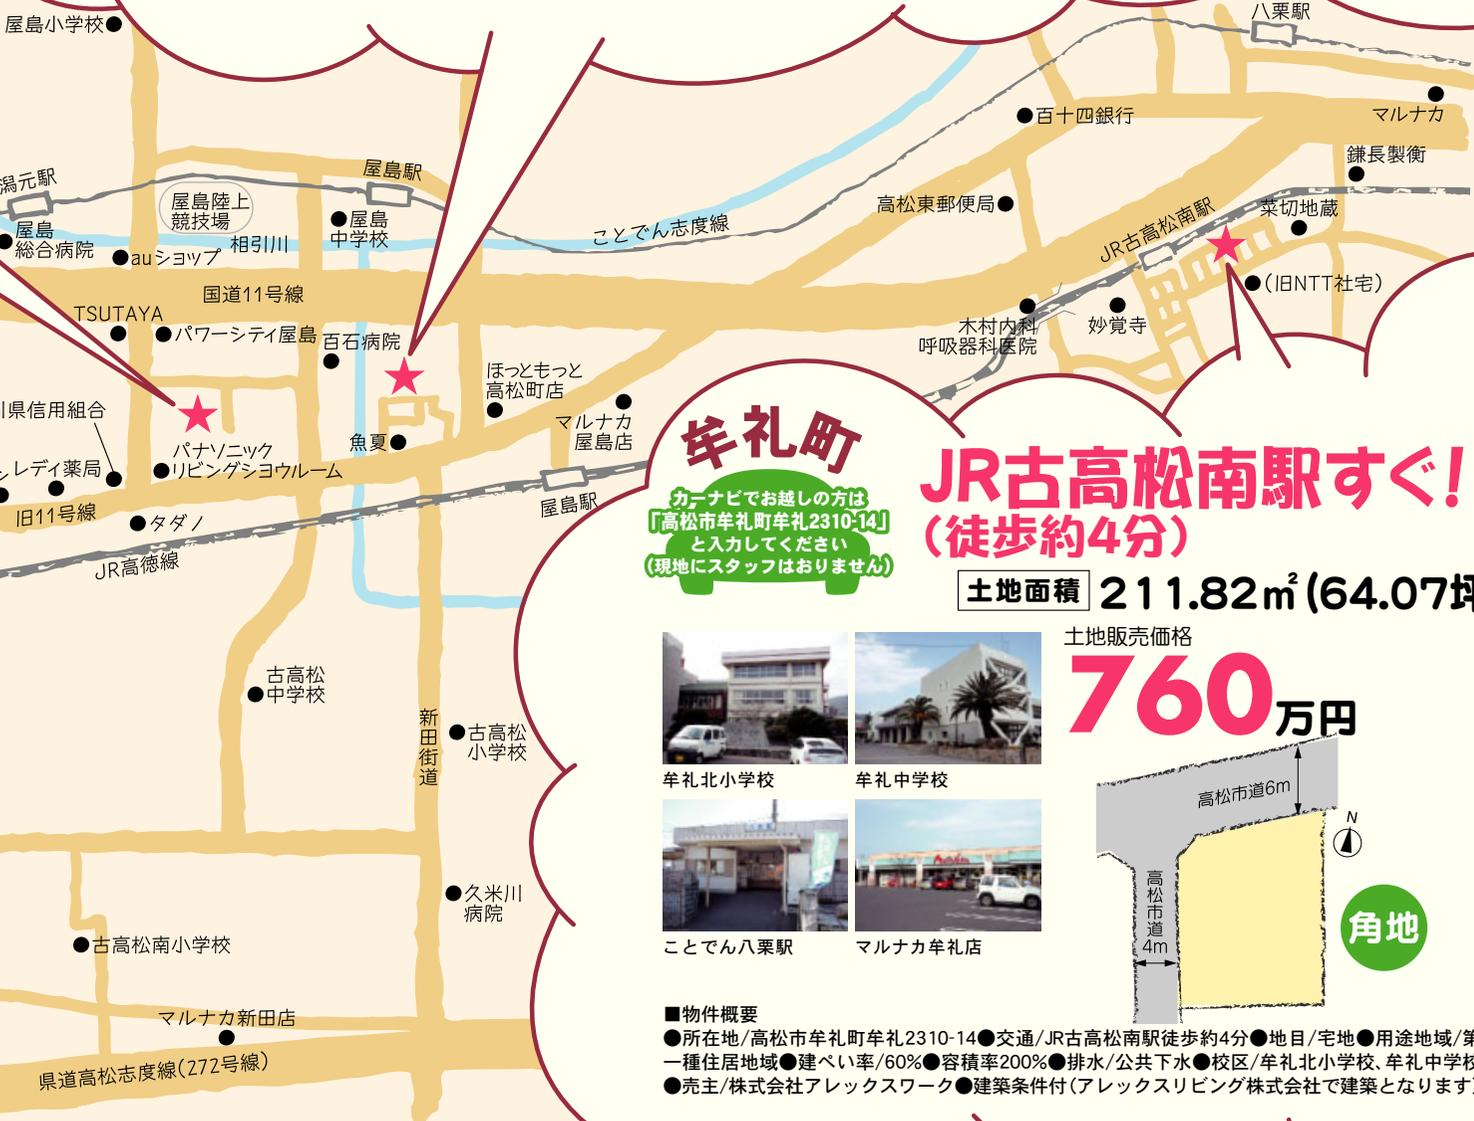 屋島小学校
八栗駅
マルナカ
百十四銀行
鎌長製衡
潟元駅
屋島駅
屋島陸上
競技場
屋島
中学校
高松東郵便局
菜切地蔵
屋島
総合病院
相引川
ことでん志度線
JR古高松南駅
auショップ
国道11号線
(旧NTT社宅)
TSUTAYA
パワーシティ屋島
百石病院
木村内科
呼吸器科医院
妙覚寺
ほっともっと
高松町店
川県信用組合
マルナカ
屋島店
魚夏
パナソニック
リビングショウルーム
レディ薬局
旧11号線
タダノ
屋島駅
JR高徳線
古高松
中学校
新田街道
古高松
小学校
久米川
病院
古高松南小学校
マルナカ新田店
県道高松志度線(272号線)
牟礼町
カーナビでお越しの方は
「高松市牟礼町牟礼2310-14」
と入力してください
(現地にスタッフはおりません)
JR古高松南駅すぐ!
(徒歩約4分)
土地面積 211.82㎡(64.07坪
土地販売価格
760万円
牟礼北小学校
牟礼中学校
ことでん八栗駅
マルナカ牟礼店
高松市道6m
N
高松市道
4m
角地
■物件概要
●所在地/高松市牟礼町牟礼2310-14●交通/JR古高松南駅徒歩約4分●地目/宅地●用途地域/第
一種住居地域●建ぺい率/60%●容積率200%●排水/公共下水●校区/牟礼北小学校、牟礼中学校
●売主/株式会社アレックスワーク●建築条件付(アレックスリビング株式会社で建築となります)